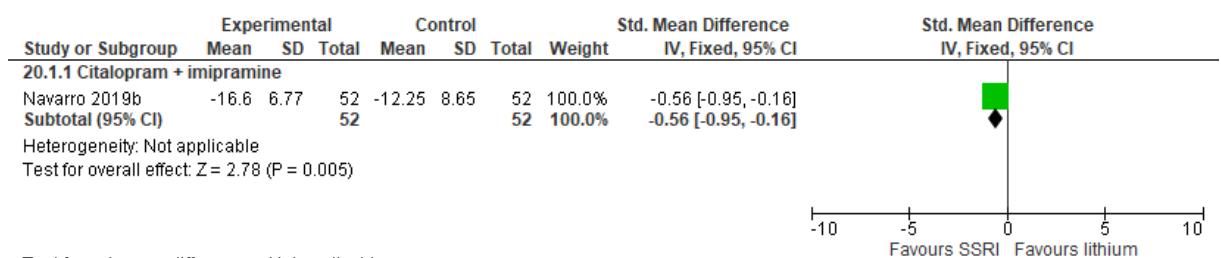 Experimental Control Std. Mean Difference Std. Mean Difference
Study or Subgroup Mean SD Total Mean SD Total Weight IV, Fixed, 95% CI IV, Fixed, 95% CI
20.1.1 Citalopram + imipramine
Navarro 2019b -16.6 6.77 52 -12.25 8.65 52 100.0% -0.56 [-0.95, -0.16]
Subtotal (95% CI) 52 52 100.0% -0.56 [-0.95, -0.16]
Heterogeneity: Not applicable
Test for overall effect: Z = 2.78 (P = 0.005)
-10 -5 0 5 10
Favours SSRI Favours lithium